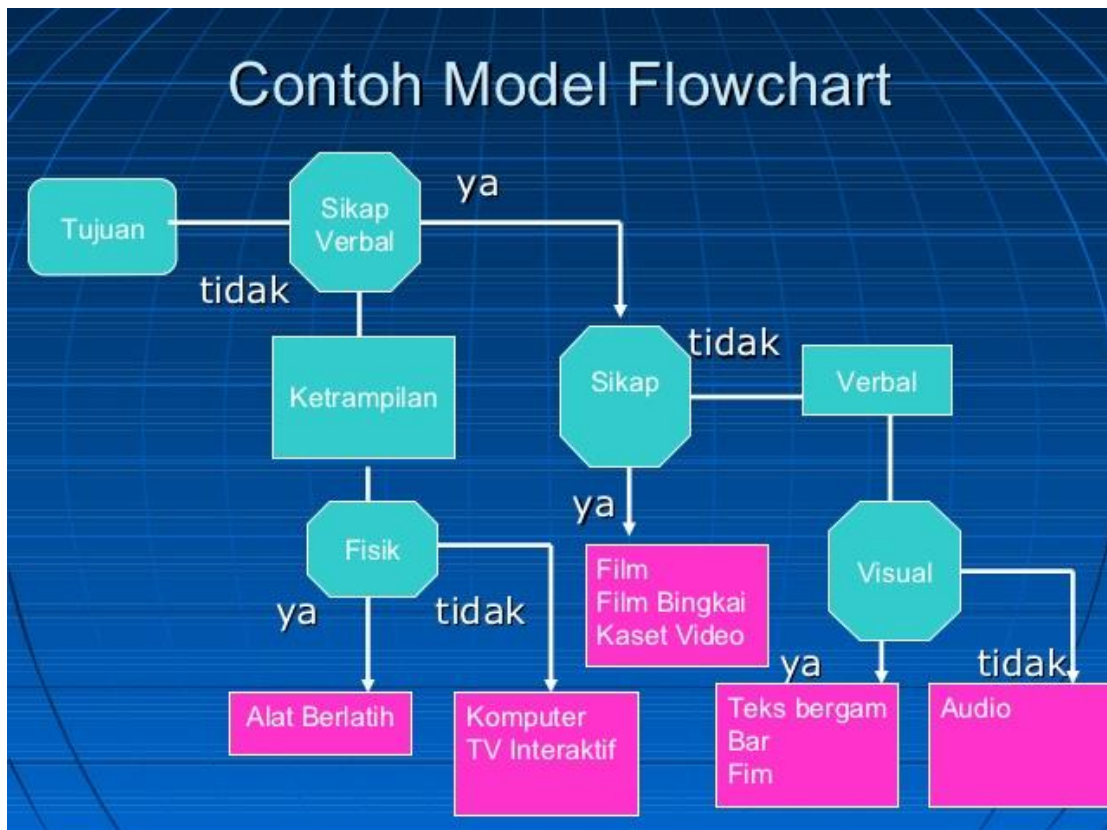 Contoh Model Flowchart
Tujuan
Sikap
Verbal
ya
tidak
Ketrampilan
Sikap
tidak
Verbal
Fisik
ya
tidak
ya
Film
Film Bingkai
Kaset Video
Visual
ya
tidak
Alat Berlatih
Komputer
TV Interaktif
Teks bergam
Bar
Fim
Audio